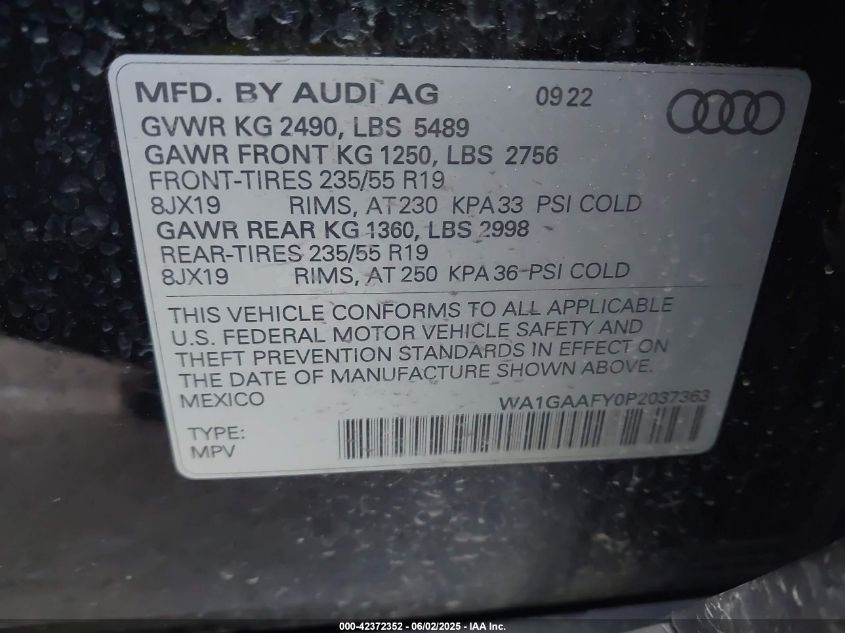 MFD. BY AUDI AG 09 22
GVWR KG 2490, LBS 5489
GAWR FRONT KG 1250, LBS 2756
FRONT-TIRES 235/55 R19
8JX19 RIMS, AT 230 KPA 33 PSI COLD
GAWR REAR KG 1360, LBS 2998
REAR-TIRES 235/55 R19
8JX19 RIMS, AT 250 KPA 36 PSI COLD
THIS VEHICLE CONFORMS TO ALL APPLICABLE
U.S. FEDERAL MOTOR VEHICLE SAFETY AND
THEFT PREVENTION STANDARDS IN EFFECT ON
THE DATE OF MANUFACTURE SHOWN ABOVE.
MEXICO WA1GAAFY0P2037363
TYPE:
MPV
000-42372352 - 06/02/2025 - IAA Inc.